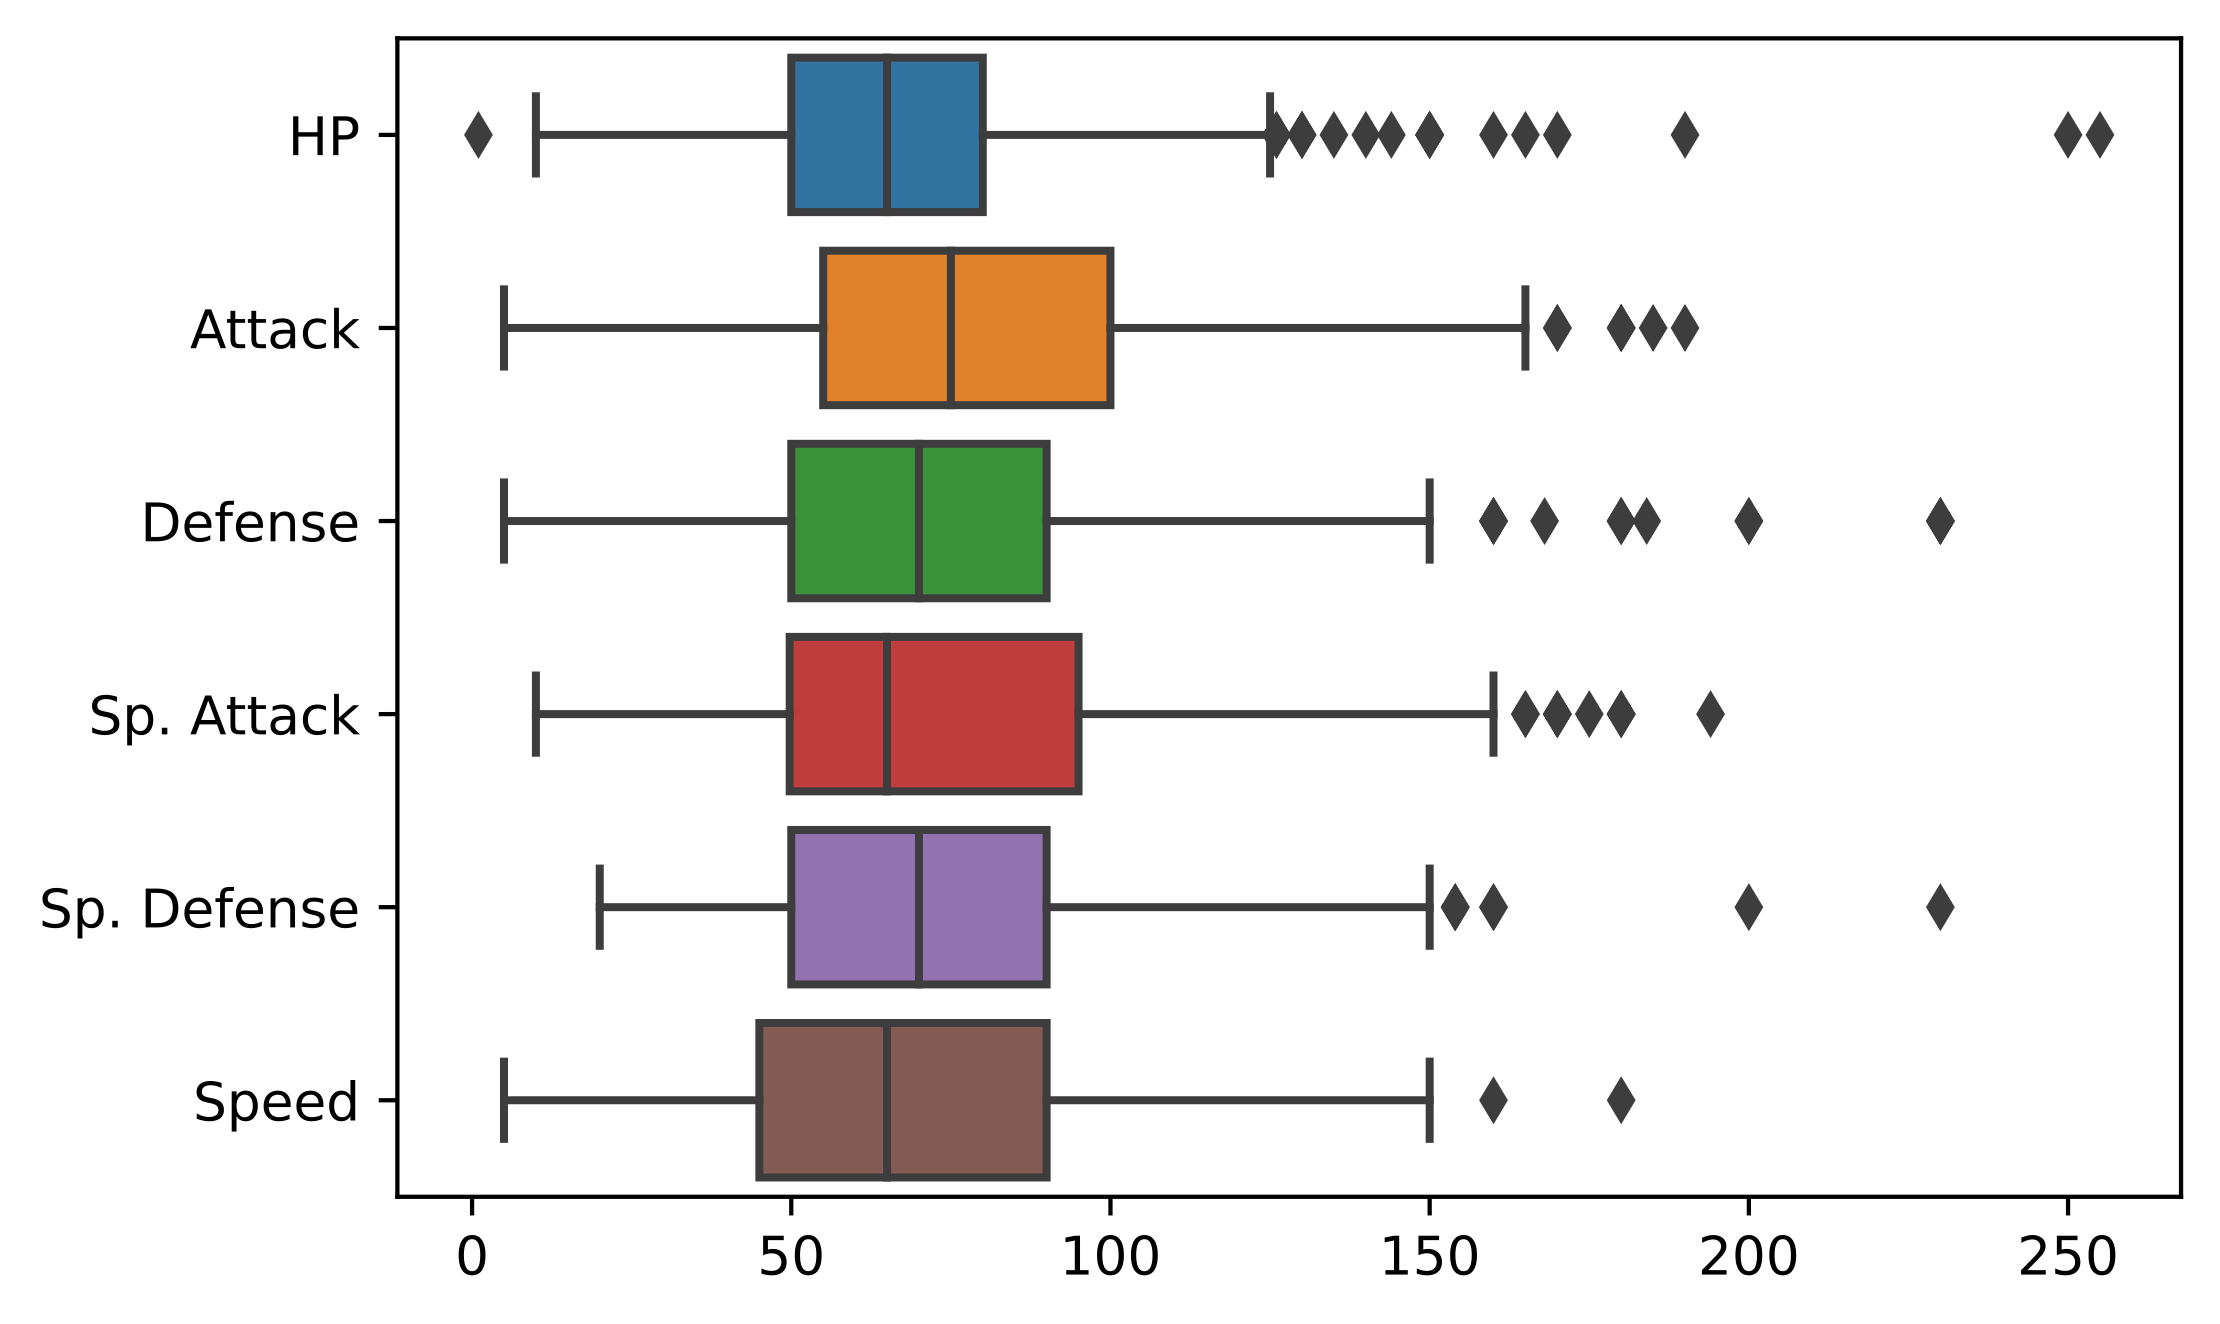 HP
Attack
Defense
Sp. Attack
Sp. Defense
Speed
0 50 100 150 200 250